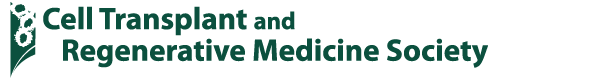 Cell Transplant and
Regenerative Medicine Society